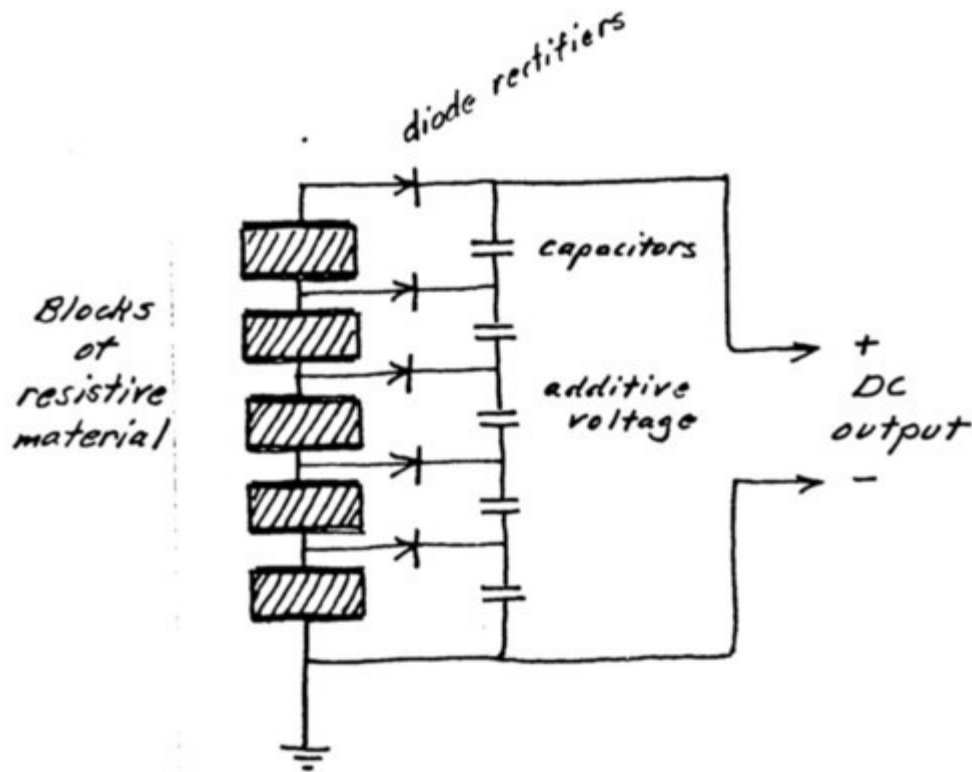 diode rectifiers
capacitors
Blocks
of
resistive
material
additive
voltage
+
DC
output
-